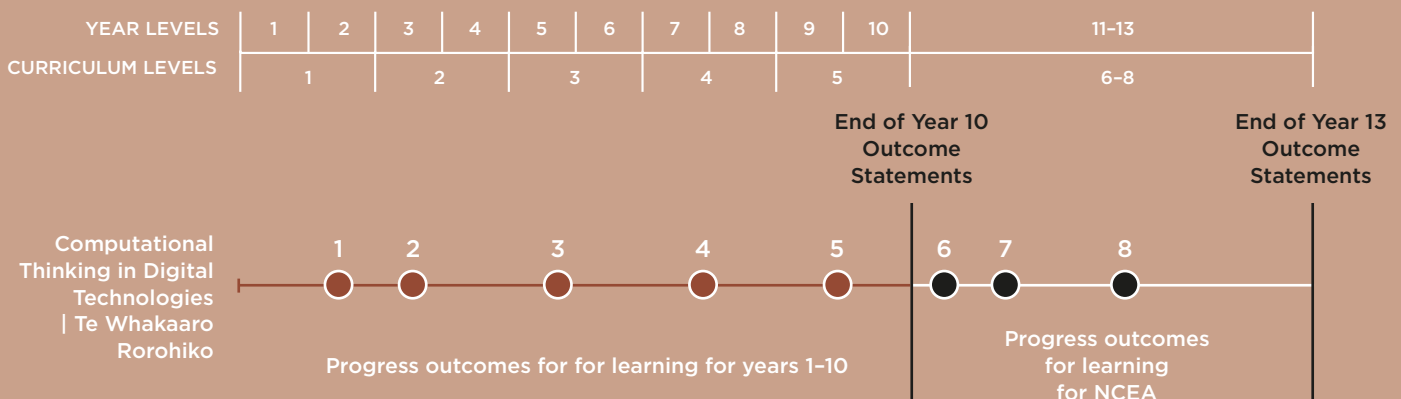 YEAR LEVELS 1 2 3 4 5 6 7 8 9 10 11–13
CURRICULUM LEVELS 1 2 3 4 5 6–8
End of Year 10
Outcome
Statements
End of Year 13
Outcome
Statements
Computational
Thinking in Digital
Technologies
| Te Whakaaro
Rorohiko
1 2 3 4 5 6 7 8
Progress outcomes for for learning for years 1–10
Progress outcomes
for learning
for NCEA